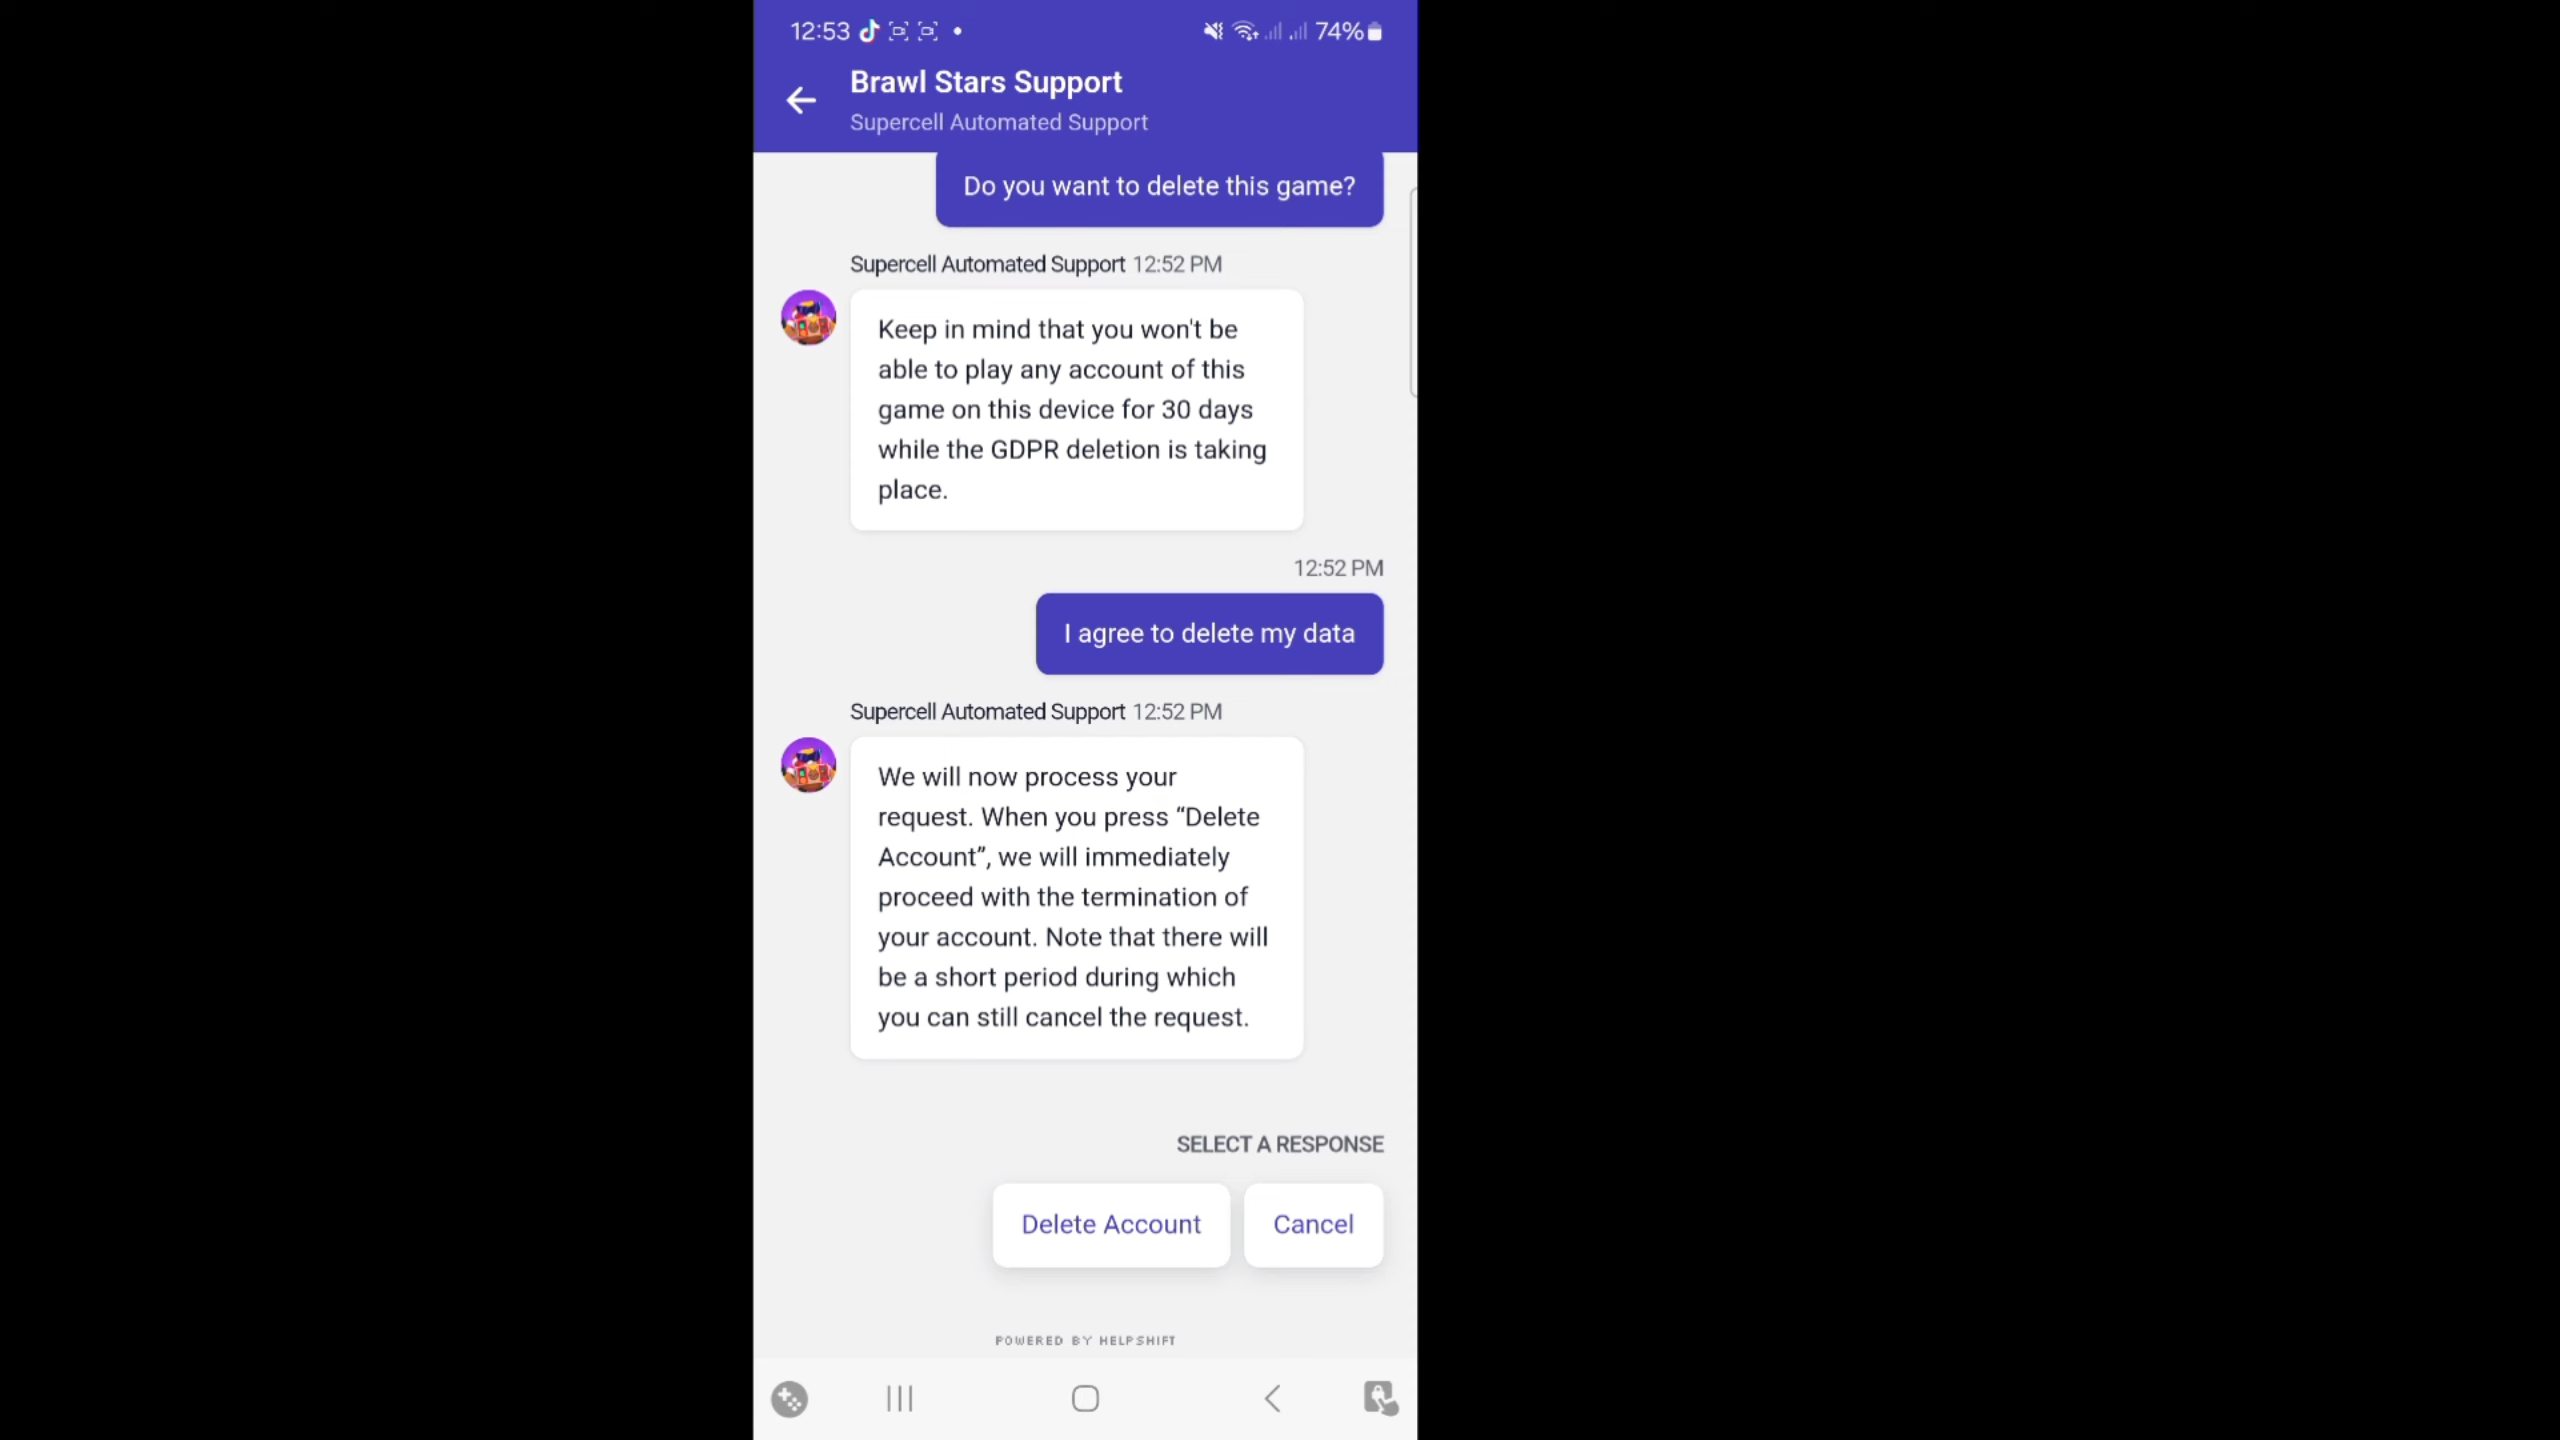 12:53
74%
Brawl Stars Support
Supercell Automated Support
Do you want to delete this game?
Supercell Automated Support 12:52 PM
Keep in mind that you won't be
able to play any account of this
game on this device for 30 days
while the GDPR deletion is taking
place.
12:52 PM
I agree to delete my data
Supercell Automated Support 12:52 PM
We will now process your
request. When you press “Delete
Account”, we will immediately
proceed with the termination of
your account. Note that there will
be a short period during which
you can still cancel the request.
SELECT A RESPONSE
Delete Account
Cancel
POWERED BY HELPSHIFT